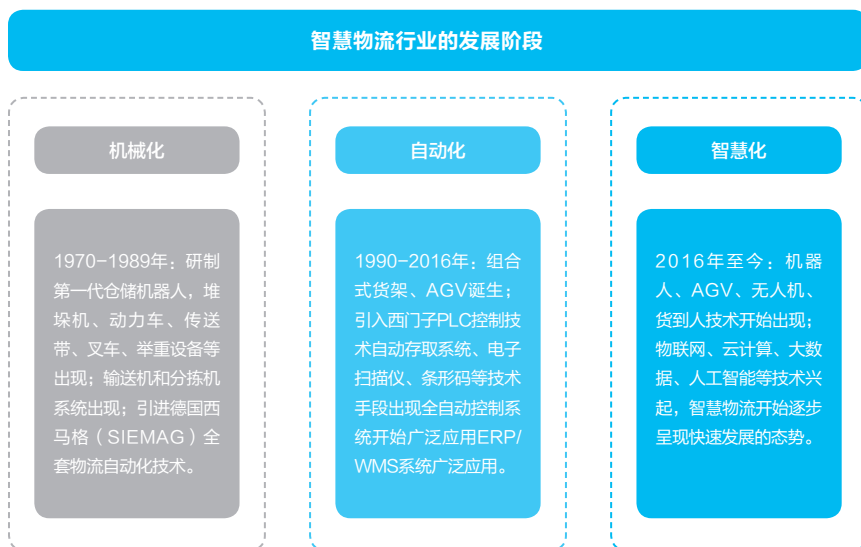 智慧物流行业的发展阶段
机械化
1970-1989年：研制
第一代仓储机器人，堆
垛机、动力车、传送
带、叉车、举重设备等
出现；输送机和分拣机
系统出现；引进德国西
马格（SIEMAG）全
套物流自动化技术。
自动化
1990-2016年：组合
式货架、AGV诞生；
引入西门子PLC控制技
术自动存取系统、电子
扫描仪、条形码等技术
手段出现全自动控制系
统开始广泛应用ERP/
WMS系统广泛应用。
智慧化
2016年至今：机器
人、AGV、无人机、
货到人技术开始出现；
物联网、云计算、大数
据、人工智能等技术兴
起，智慧物流开始逐步
呈现快速发展的态势。